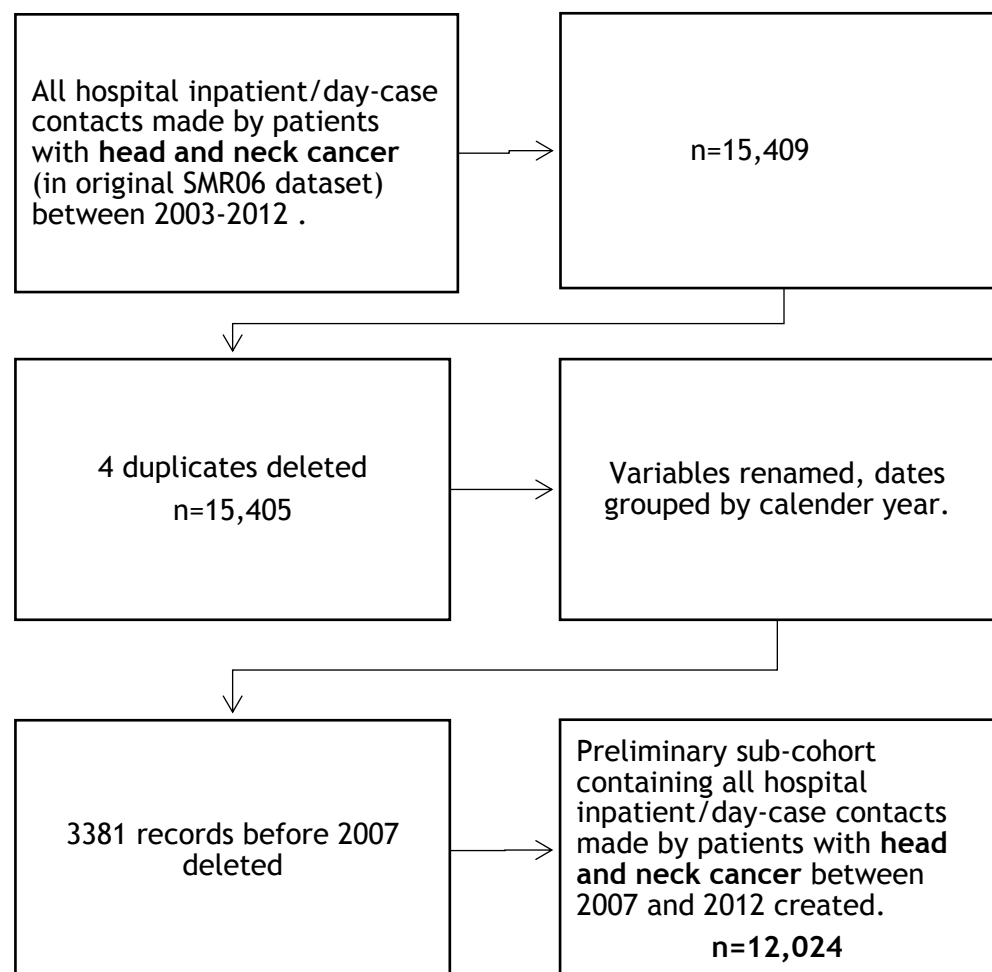 All hospital inpatient/day-case
contacts made by patients
with head and neck cancer
(in original SMR06 dataset)
between 2003-2012 .
n=15,409
4 duplicates deleted
n=15,405
Variables renamed, dates
grouped by calender year.
3381 records before 2007
deleted
Preliminary sub-cohort
containing all hospital
inpatient/day-case contacts
made by patients with head
and neck cancer between
2007 and 2012 created.
n=12,024